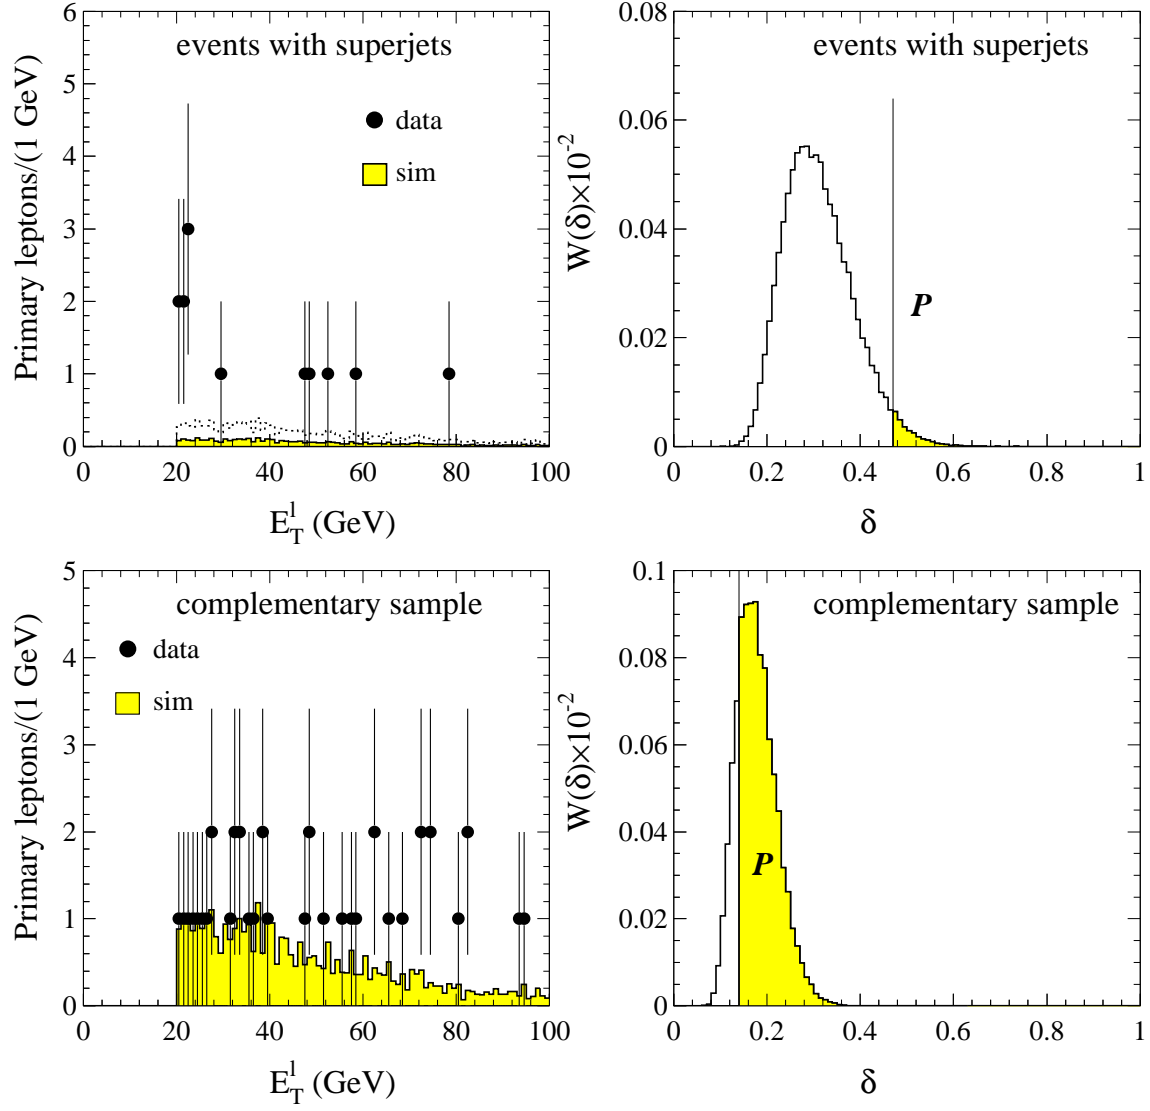 events with superjets
data
sim
Primary leptons/(1 GeV)
6
5
4
3
2
1
0
0 20 40 60 80 100
E_T^l (GeV)
events with superjets
P
W(δ)×10^-2
0.08
0.06
0.04
0.02
0
0 0.2 0.4 0.6 0.8 1
δ
complementary sample
data
sim
Primary leptons/(1 GeV)
5
4
3
2
1
0
0 20 40 60 80 100
E_T^l (GeV)
complementary sample
P
W(δ)×10^-2
0.1
0.08
0.06
0.04
0.02
0
0 0.2 0.4 0.6 0.8 1
δ